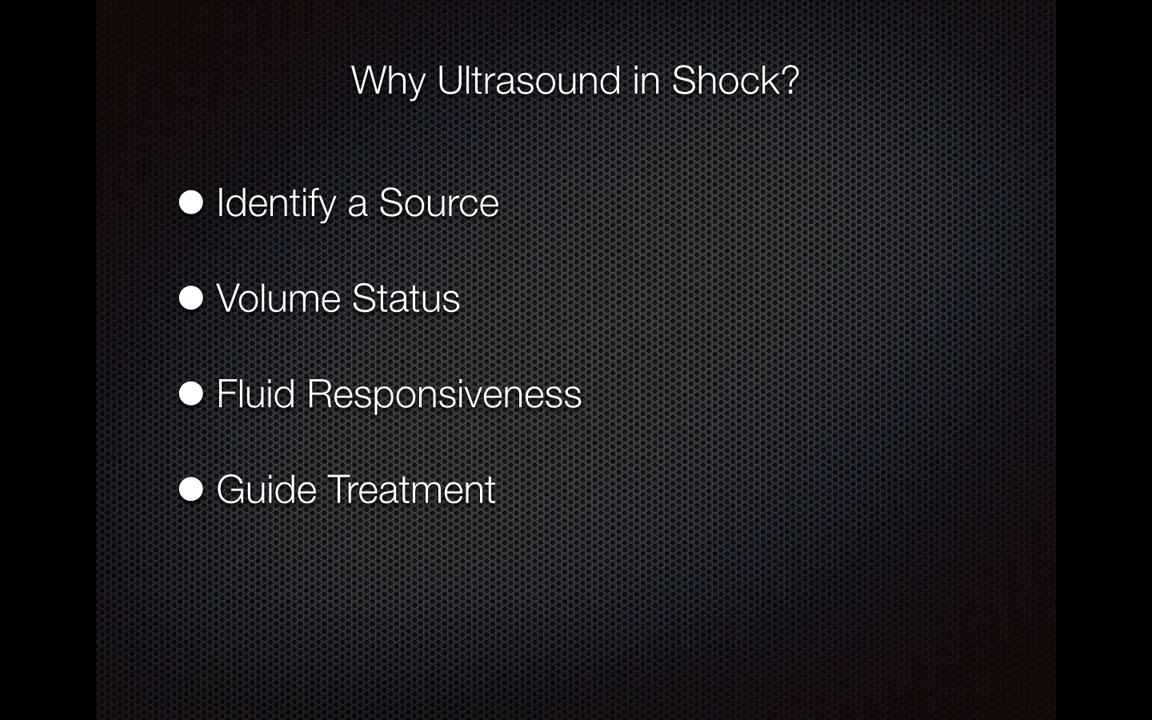 Why Ultrasound in Shock?
● Identify a Source
● Volume Status
● Fluid Responsiveness
● Guide Treatment